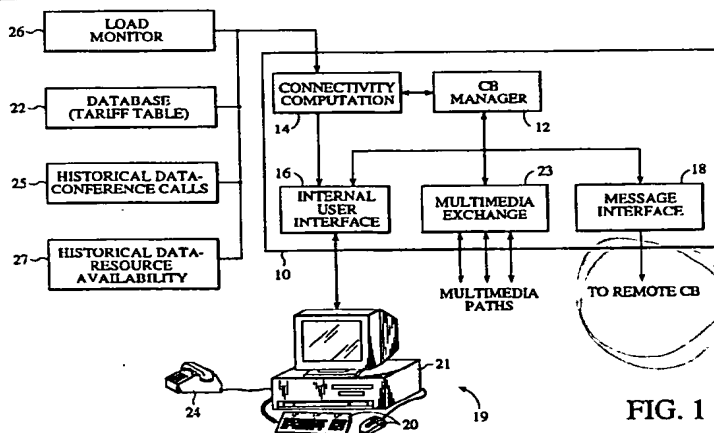 26
LOAD
MONITOR
22
DATABASE
(TARIFF TABLE)
25
HISTORICAL DATA-
CONFERENCE CALLS
27
HISTORICAL DATA-
RESOURCE
AVAILABILITY
CONNECTIVITY
COMPUTATION
14
CB
MANAGER
12
16
INTERNAL
USER
INTERFACE
23
MULTIMEDIA
EXCHANGE
18
MESSAGE
INTERFACE
10
MULTIMEDIA
PATHS
TO REMOTE CB
21
24
20
19
FIG. 1